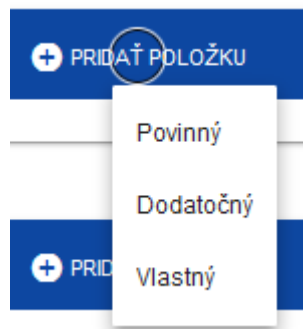 PRIDAŤ POLOŽKU
Povinný
Dodatočný
PRID
Vlastný